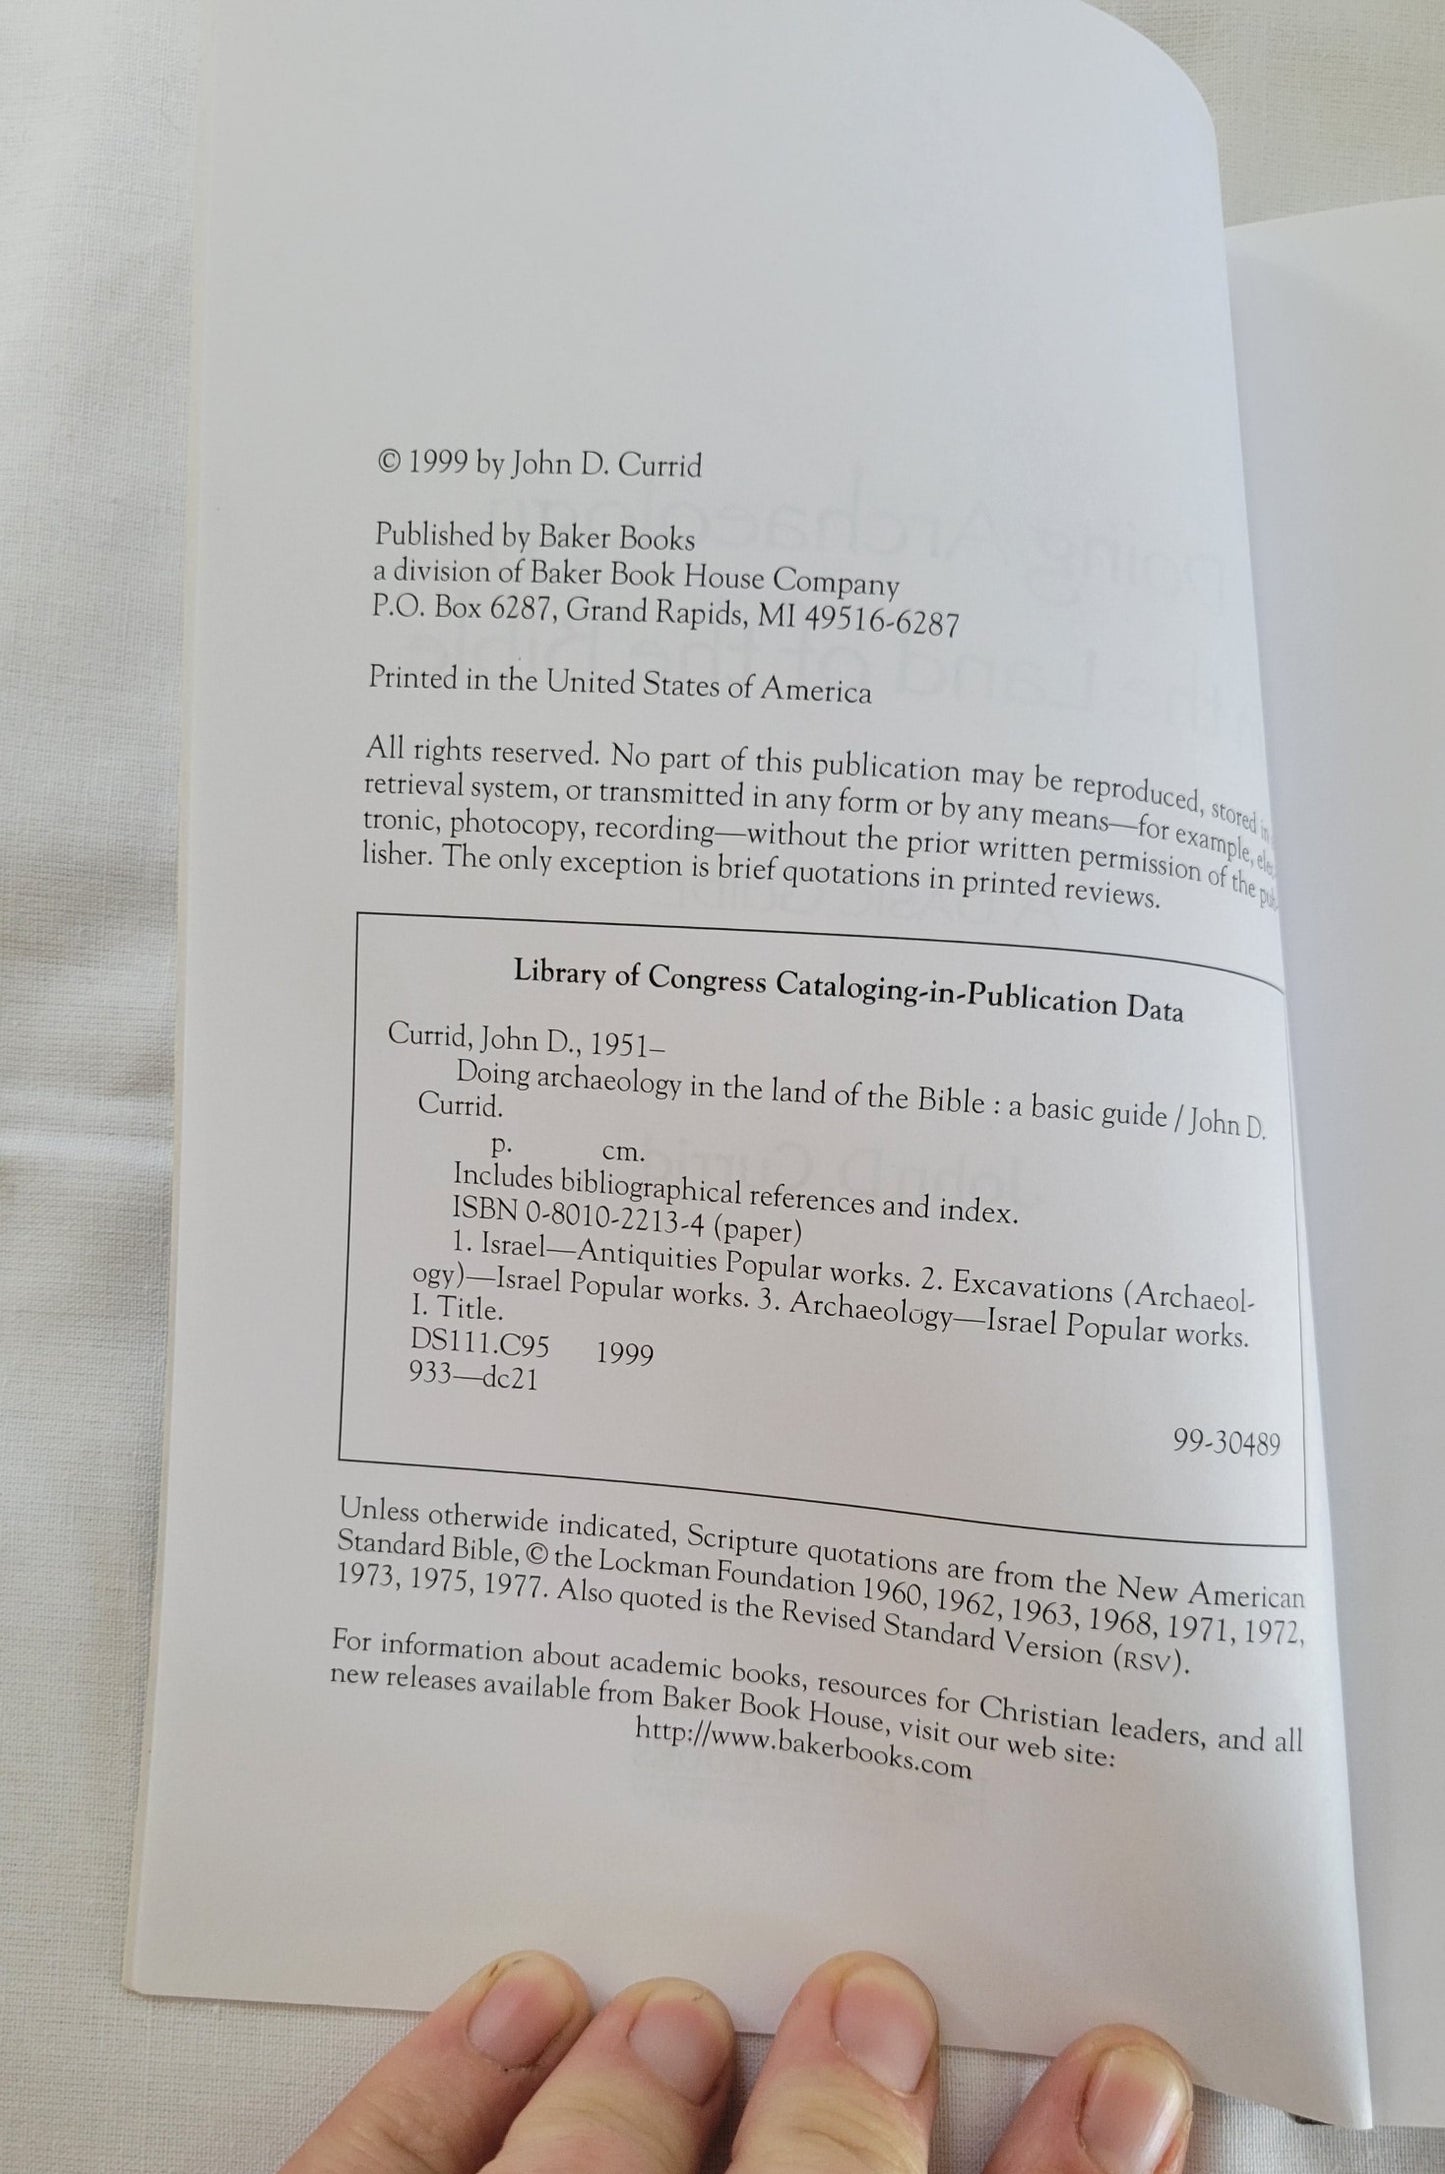 © 1999 by John D. Currid
Published by Baker Books
a division of Baker Book House Company
P.O. Box 6287, Grand Rapids, MI 49516-6287
Printed in the United States of America
All rights reserved. No part of this publication may be reproduced, stored in
retrieval system, or transmitted in any form or by any means—for example,
tronic, photocopy, recording—without the prior written permission of the
lisher. The only exception is brief quotations in printed reviews.
Library of Congress Cataloging-in-Publication Data
Currid, John D., 1951–
Doing archaeology in the land of the Bible : a basic guide / John D.
Currid.
p. cm.
Includes bibliographical references and index.
ISBN 0-8010-2213-4 (paper)
1. Israel—Antiquities Popular works. 2. Excavations (Archaeol-
ogy)—Israel Popular works. 3. Archaeology—Israel Popular works.
I. Title.
DS111.C95 1999
933—dc21
99-30489
Unless otherwide indicated, Scripture quotations are from the New American
Standard Bible, © the Lockman Foundation 1960, 1962, 1963, 1968, 1971, 1972,
1973, 1975, 1977. Also quoted is the Revised Standard Version (RSV).
For information about academic books, resources for Christian leaders, and all
new releases available from Baker Book House, visit our web site:
http://www.bakerbooks.com